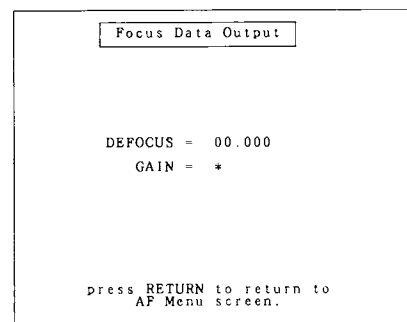 Focus Data Output
DEFOCUS = 00.000
GAIN = *
press RETURN to return to
AF Menu screen.